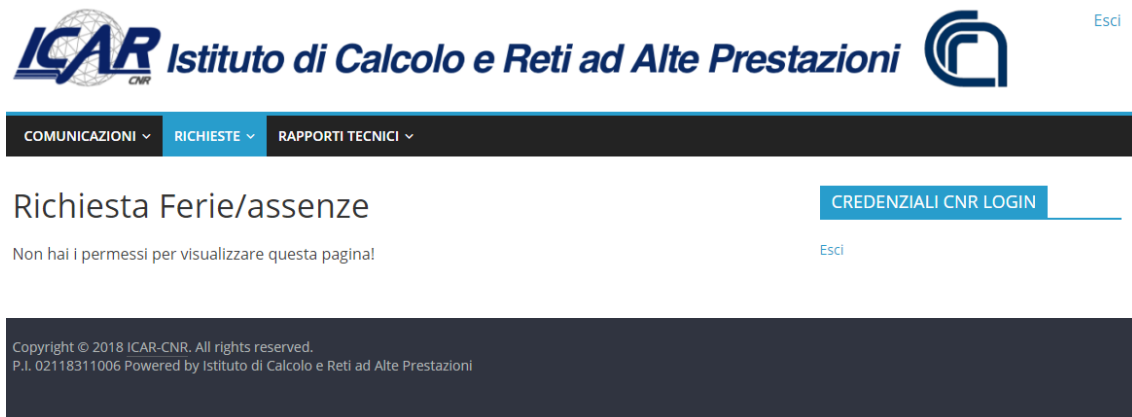 Esci
ICAR
CNR
Istituto di Calcolo e Reti ad Alte Prestazioni
COMUNICAZIONI RICHIESTE RAPPORTI TECNICI
Richiesta Ferie/assenze
Non hai i permessi per visualizzare questa pagina!
CREDENZIALI CNR LOGIN
Esci
Copyright © 2018 ICAR-CNR. All rights reserved.
P.I. 02118311006 Powered by Istituto di Calcolo e Reti ad Alte Prestazioni